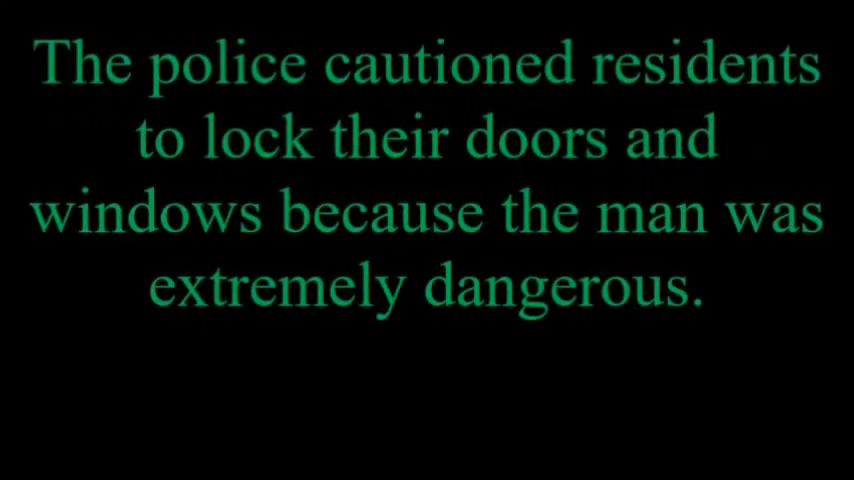 The police cautioned residents
to lock their doors and
windows because the man was
extremely dangerous.